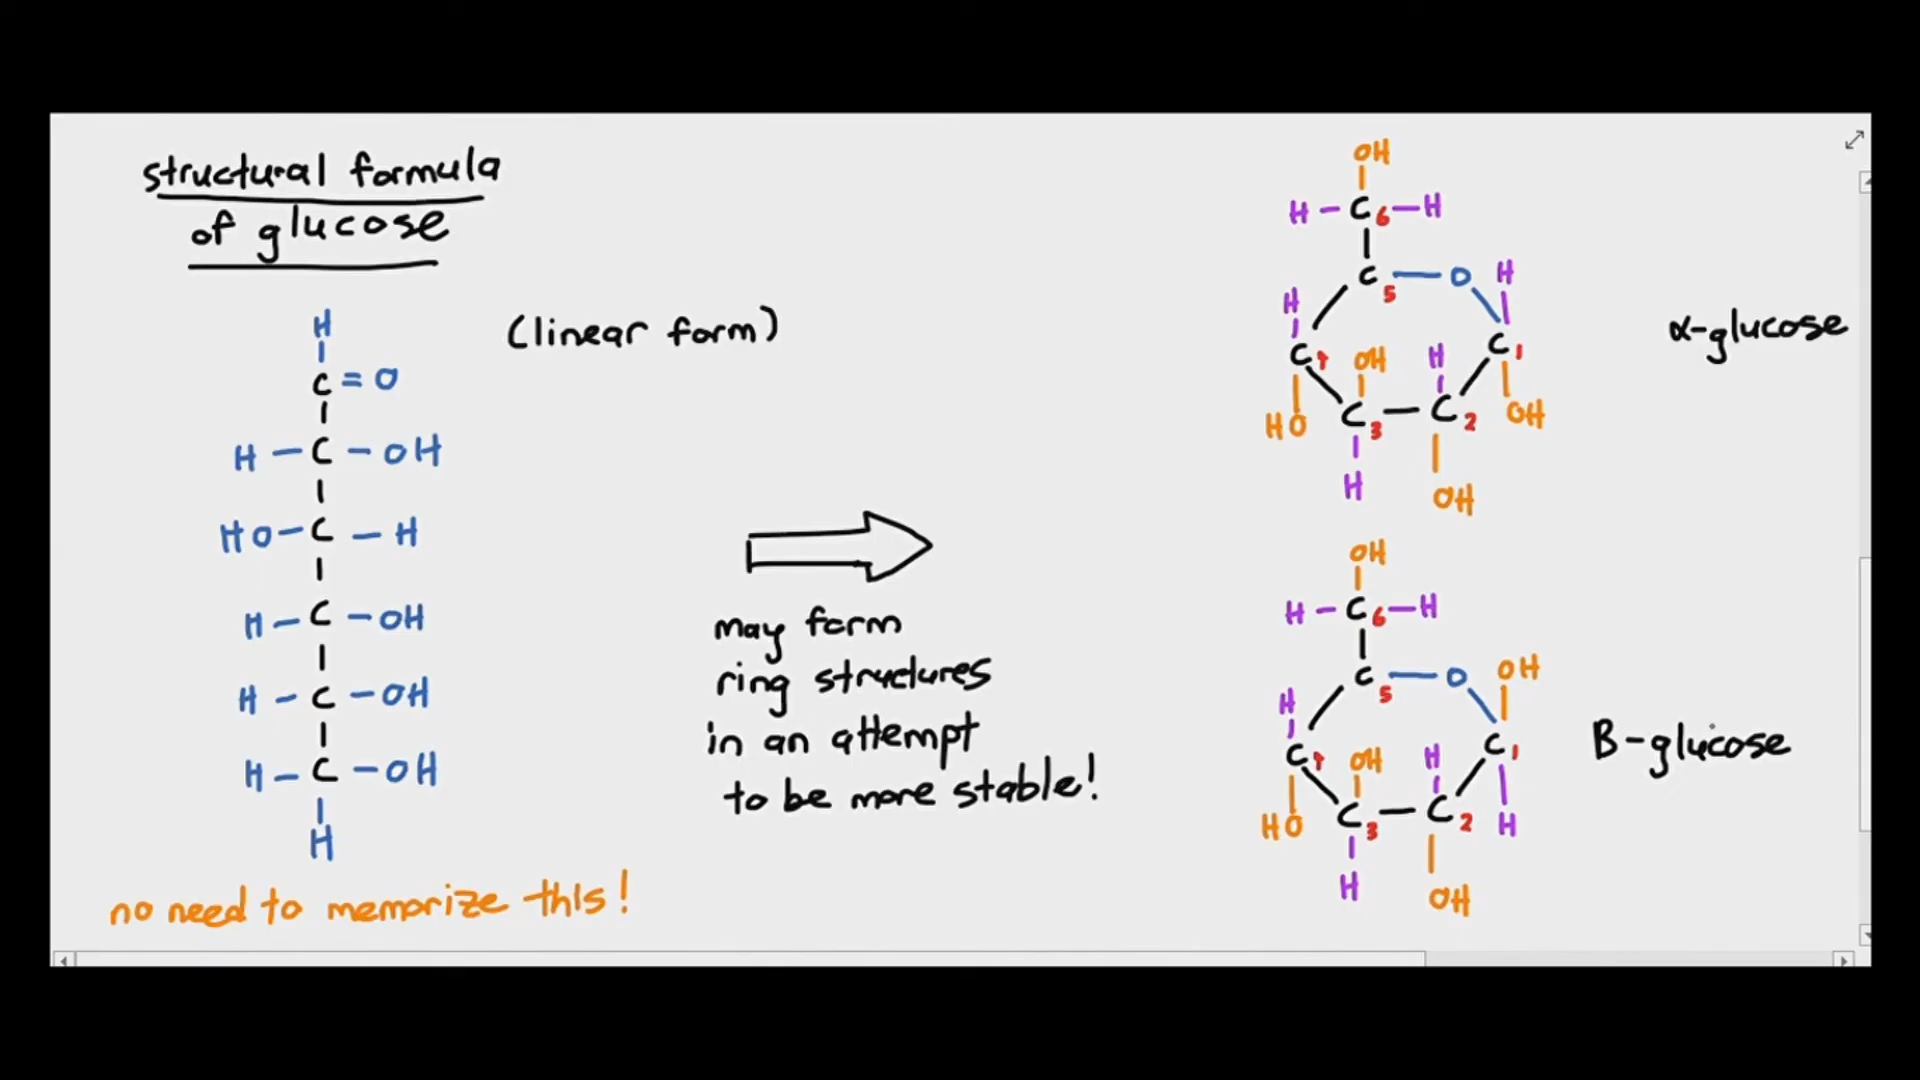 structural formula
of glucose
(linear form)
H
C = O
H - C - OH
HO - C - H
H - C - OH
H - C - OH
H - C - OH
H
no need to memorize this!
may form
ring structures
in an attempt
to be more stable!
OH
H - C6 - H
C5 - O H
H
C4 OH H C1
HO C3 - C2 OH
H OH
α-glucose
OH
H - C6 - H
C5 - O OH
H
C4 OH H C1
HO C3 - C2 H
H OH
B-glucose